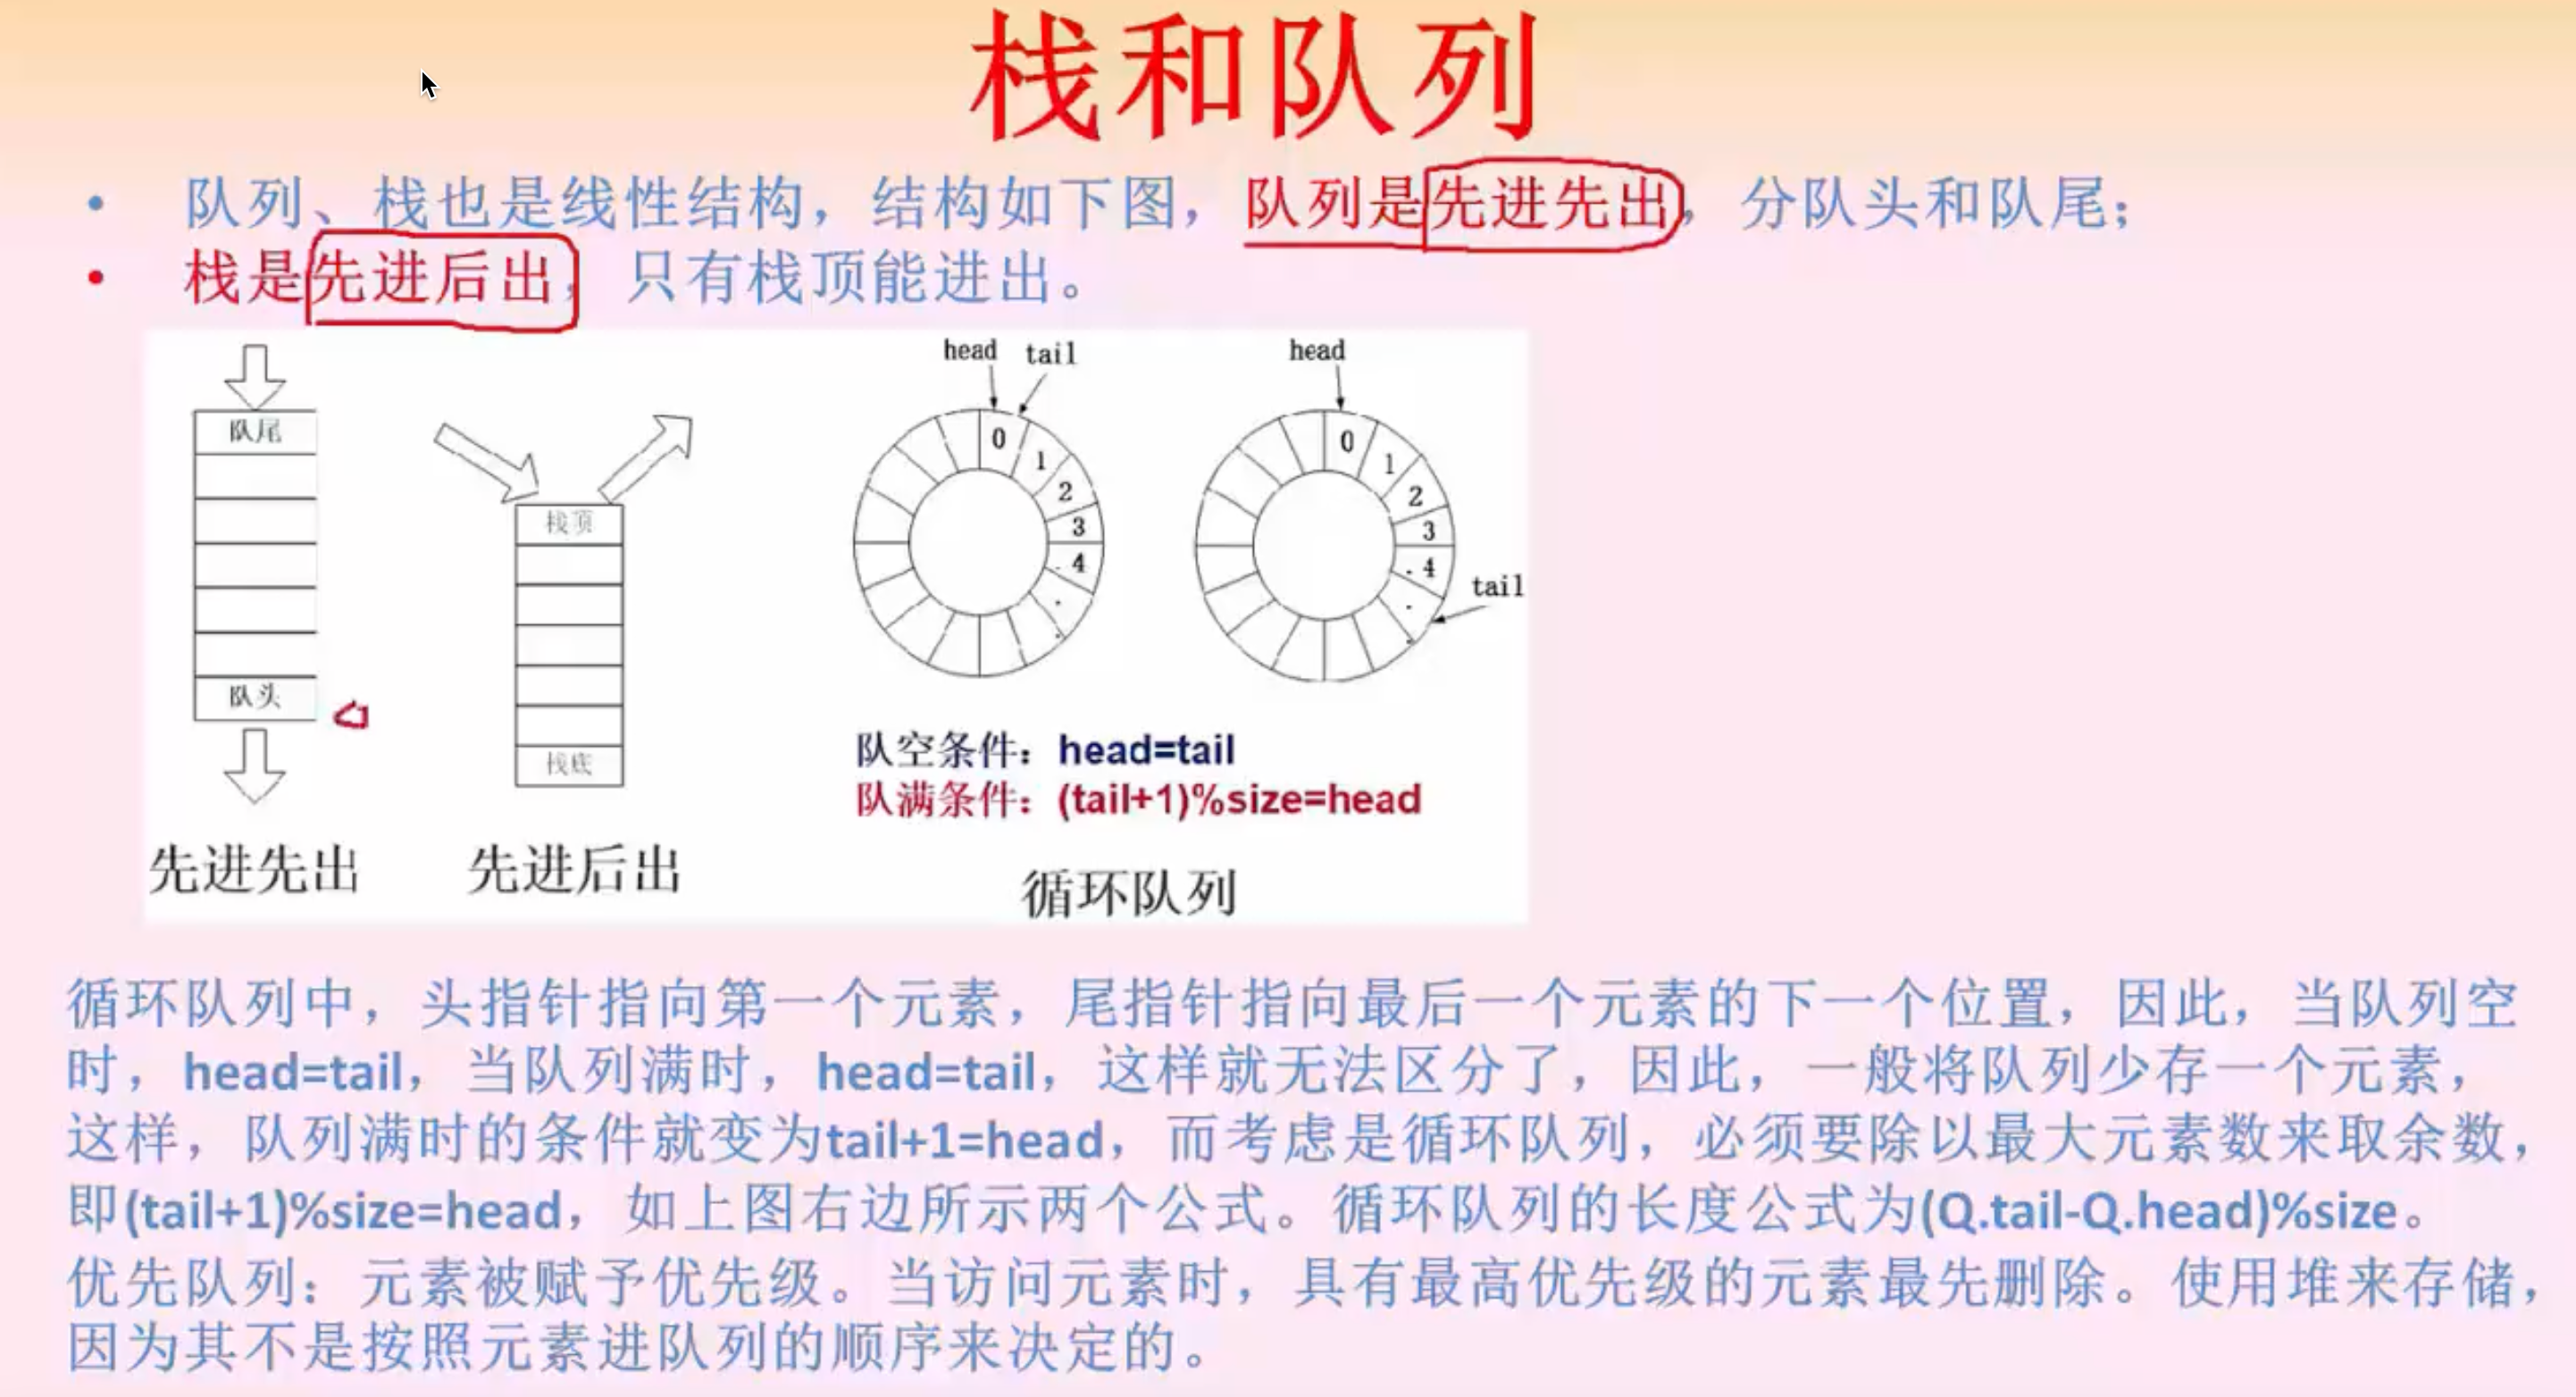 栈和队列
队列、栈也是线性结构，结构如下图，队列是先进先出，分队头和队尾；
栈是先进后出，只有栈顶能进出。
队尾
队头
先进先出
栈顶
栈底
先进后出
head tail
0
1
2
3
4
head
0
1
2
3
4
tail
队空条件：head=tail
队满条件：(tail+1)%size=head
循环队列
循环队列中，头指针指向第一个元素，尾指针指向最后一个元素的下一个位置，因此，当队列空
时，head=tail，当队列满时，head=tail，这样就无法区分了，因此，一般将队列少存一个元素，
这样，队列满时的条件就变为tail+1=head，而考虑是循环队列，必须要除以最大元素数来取余数，
即(tail+1)%size=head，如上图右边所示两个公式。循环队列的长度公式为(Q.tail-Q.head)%size。
优先队列：元素被赋予优先级。当访问元素时，具有最高优先级的元素最先删除。使用堆来存储，
因为其不是按照元素进队列的顺序来决定的。